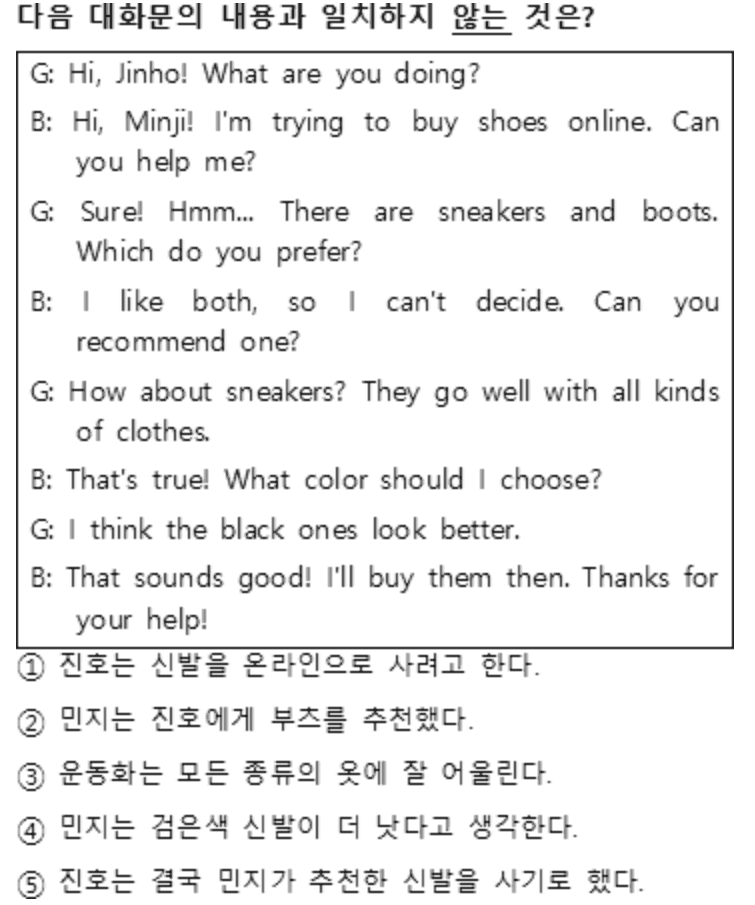 다음 대화문의 내용과 일치하지 않는 것은?
G: Hi, Jinho! What are you doing?
B: Hi, Minji! I'm trying to buy shoes online. Can
you help me?
G: Sure! Hmm... There are sneakers and boots.
Which do you prefer?
B: I like both, so I can't decide. Can you
recommend one?
G: How about sneakers? They go well with all kinds
of clothes.
B: That's true! What color should I choose?
G: I think the black ones look better.
B: That sounds good! I'll buy them then. Thanks for
your help!
① 진호는 신발을 온라인으로 사려고 한다.
② 민지는 진호에게 부츠를 추천했다.
③ 운동화는 모든 종류의 옷에 잘 어울린다.
④ 민지는 검은색 신발이 더 낫다고 생각한다.
⑤ 진호는 결국 민지가 추천한 신발을 사기로 했다.